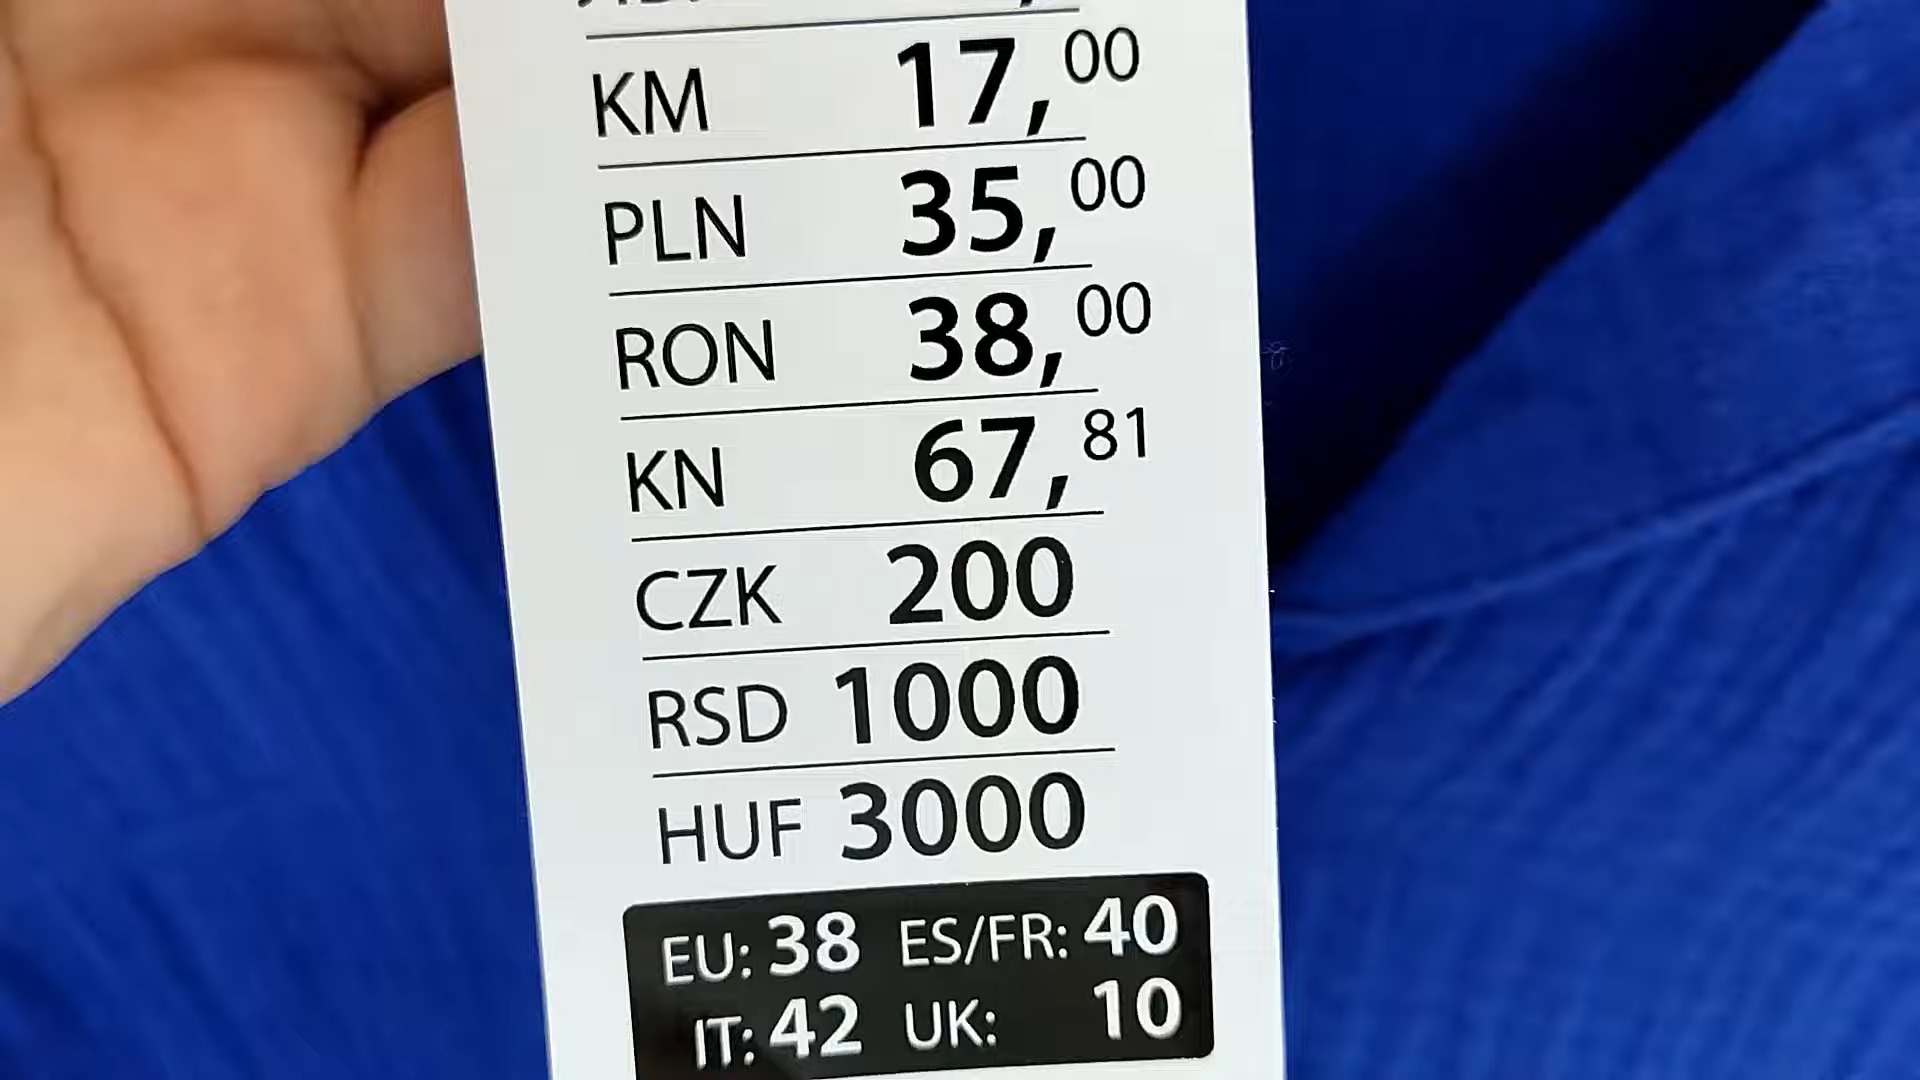 KM 17,00
PLN 35,00
RON 38,00
KN 67,81
CZK 200
RSD 1000
HUF 3000
EU: 38 ES/FR: 40
IT: 42 UK: 10